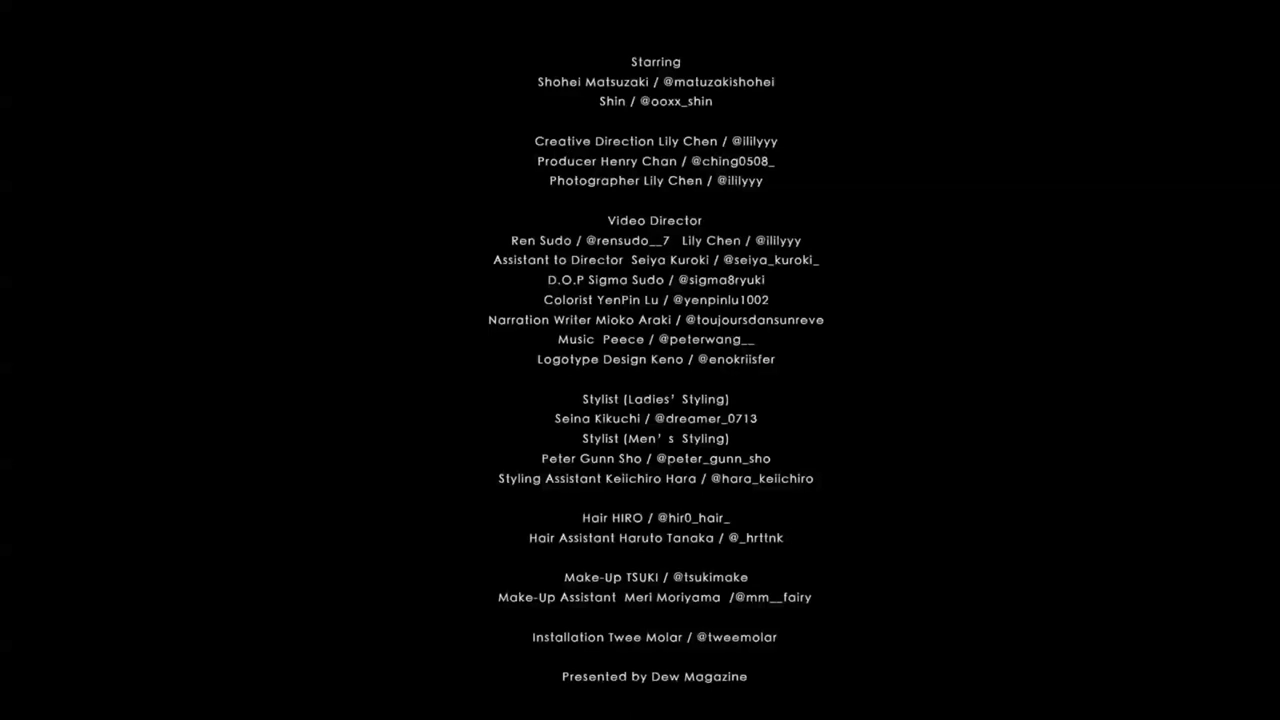 Starring
Shohei Matsuzaki / @matuzakishohei
Shin / @ooxx_shin
Creative Direction Lily Chen / @ililyyy
Producer Henry Chan / @ching0508_
Photographer Lily Chen / @ililyyy
Video Director
Ren Sudo / @rensudo__7   Lily Chen / @ililyyy
Assistant to Director  Seiya Kuroki / @seiya_kuroki_
D.O.P Sigma Sudo / @sigma8ryuki
Colorist YenPin Lu / @yenpinlu1002
Narration Writer Mioko Araki / @toujoursdansunreve
Music  Peece / @peterwang__
Logotype Design Keno / @enokriisfer
Stylist (Ladies’ Styling)
Seina Kikuchi / @dreamer_0713
Stylist (Men’ s Styling)
Peter Gunn Sho / @peter_gunn_sho
Styling Assistant Keiichiro Hara / @hara_keiichiro
Hair HIRO / @hir0_hair_
Hair Assistant Haruto Tanaka / @_hrttnk
Make-Up TSUKI / @tsukimake
Make-Up Assistant  Meri Moriyama  /@mm__fairy
Installation Twee Molar / @tweemolar
Presented by Dew Magazine